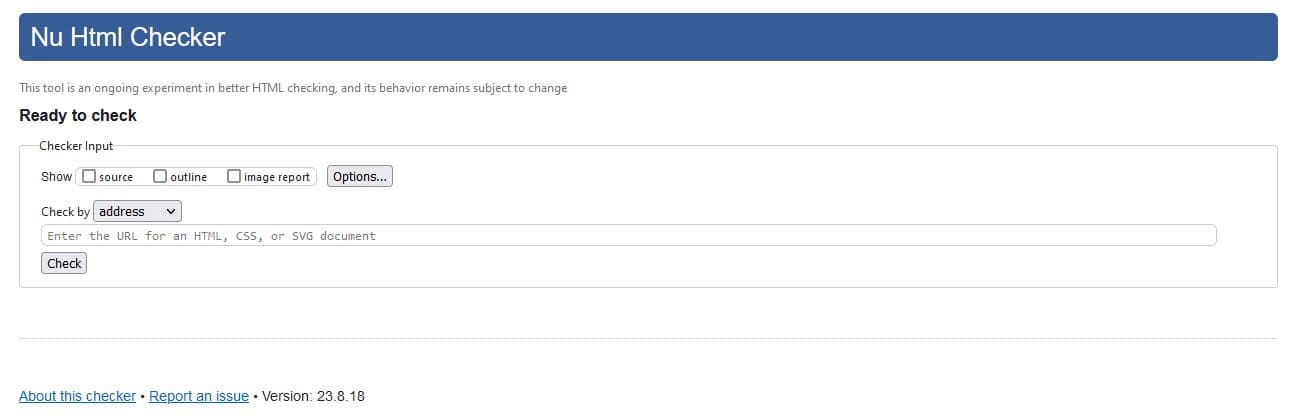 Nu Html Checker
This tool is an ongoing experiment in better HTML checking, and its behavior remains subject to change
Ready to check
Checker Input
Show source outline image report Options...
Check by address
Enter the URL for an HTML, CSS, or SVG document
Check
About this checker • Report an issue • Version: 23.8.18